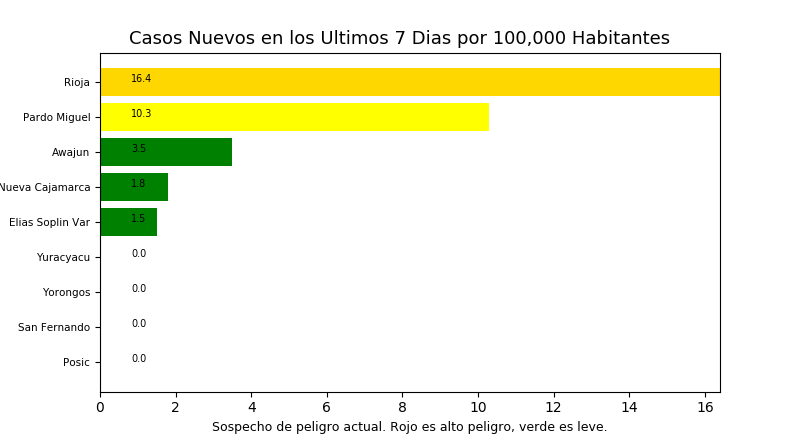 Casos Nuevos en los Ultimos 7 Dias por 100,000 Habitantes
Rioja 16.4
Pardo Miguel 10.3
Awajun 3.5
Nueva Cajamarca 1.8
Elias Soplin Var 1.5
Yuracyacu 0.0
Yorongos 0.0
San Fernando 0.0
Posic 0.0
0 2 4 6 8 10 12 14 16
Sospecho de peligro actual. Rojo es alto peligro, verde es leve.